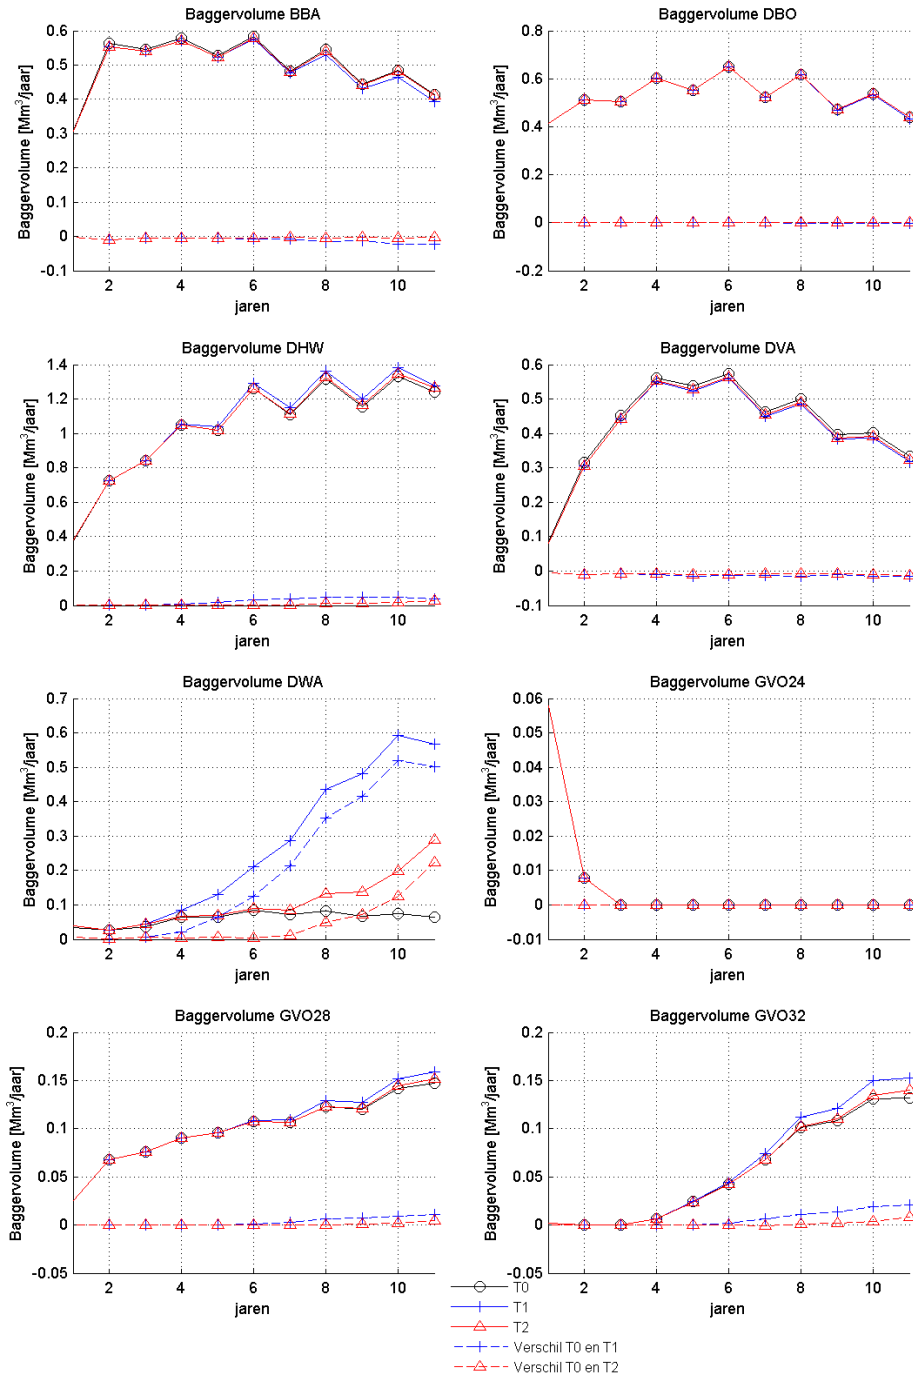 Baggervolume BBA
Baggervolume [Mm³/jaar]
0.6
0.5
0.4
0.3
0.2
0.1
0
-0.1
2 4 6 8 10
jaren
Baggervolume DBO
Baggervolume [Mm³/jaar]
0.8
0.6
0.4
0.2
0
-0.2
2 4 6 8 10
jaren
Baggervolume DHW
Baggervolume [Mm³/jaar]
1.4
1.2
1
0.8
0.6
0.4
0.2
0
2 4 6 8 10
jaren
Baggervolume DVA
Baggervolume [Mm³/jaar]
0.6
0.5
0.4
0.3
0.2
0.1
0
-0.1
2 4 6 8 10
jaren
Baggervolume DWA
Baggervolume [Mm³/jaar]
0.7
0.6
0.5
0.4
0.3
0.2
0.1
0
2 4 6 8 10
jaren
Baggervolume GVO24
Baggervolume [Mm³/jaar]
0.06
0.05
0.04
0.03
0.02
0.01
0
-0.01
2 4 6 8 10
jaren
Baggervolume GVO28
Baggervolume [Mm³/jaar]
0.2
0.15
0.1
0.05
0
-0.05
2 4 6 8 10
jaren
Baggervolume GVO32
Baggervolume [Mm³/jaar]
0.2
0.15
0.1
0.05
0
-0.05
2 4 6 8 10
jaren
T0
T1
T2
Verschil T0 en T1
Verschil T0 en T2